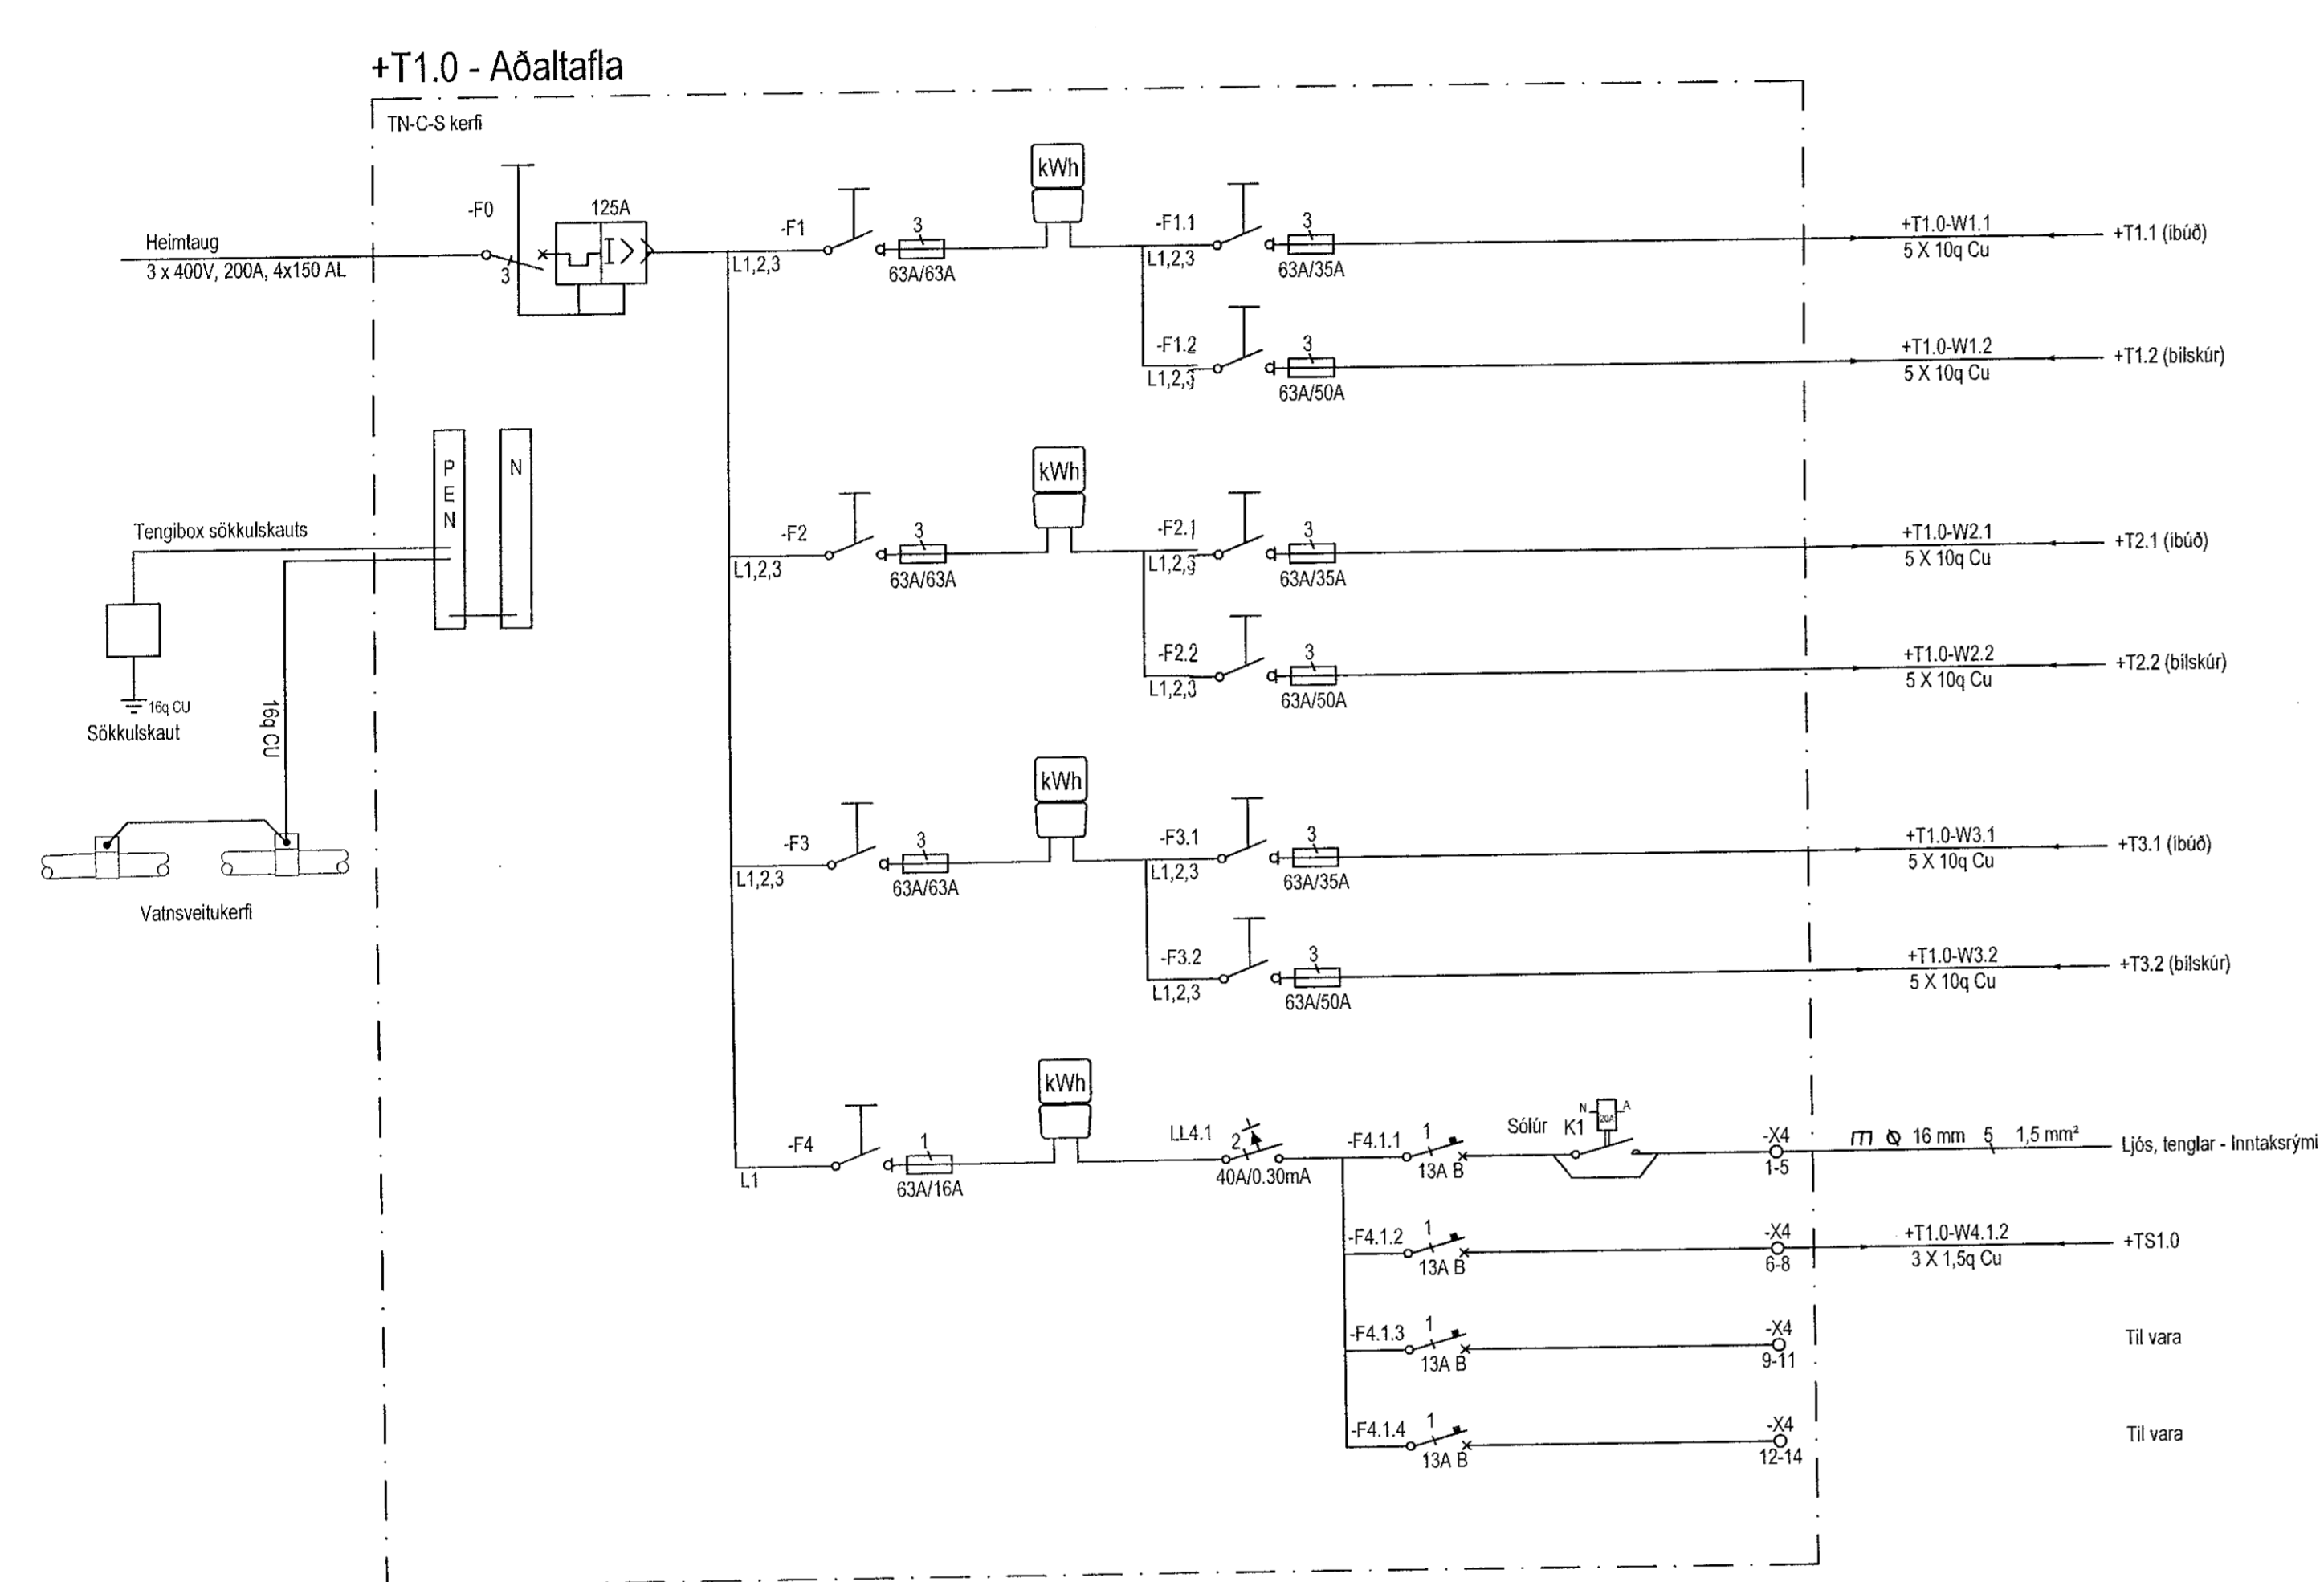 +T1.0 - Aðaltafla
TN-C-S kerfi
Heimtaug
3 x 400V, 200A, 4x150 AL
-F0
3
125A
I>
L1,2,3
-F1
3
63A/63A
kWh
-F1.1
L1,2,3
3
63A/35A
+T1.0-W1.1
5 X 10q Cu
+T1.1 (íbúð)
-F1.2
L1,2,3
3
63A/50A
+T1.0-W1.2
5 X 10q Cu
+T1.2 (bílskúr)
PEN
N
Tengibox sökkulskauts
16q CU
Sökkulskaut
16q CU
Vatnsveitukerfi
-F2
L1,2,3
3
63A/63A
kWh
-F2.1
L1,2,3
3
63A/35A
+T1.0-W2.1
5 X 10q Cu
+T2.1 (íbúð)
-F2.2
L1,2,3
3
63A/50A
+T1.0-W2.2
5 X 10q Cu
+T2.2 (bílskúr)
-F3
L1,2,3
3
63A/63A
kWh
-F3.1
L1,2,3
3
63A/35A
+T1.0-W3.1
5 X 10q Cu
+T3.1 (íbúð)
-F3.2
L1,2,3
3
63A/50A
+T1.0-W3.2
5 X 10q Cu
+T3.2 (bílskúr)
-F4
L1
1
63A/16A
kWh
LL4.1
2
40A/0.30mA
-F4.1.1
1
13A B
Sólúr K1
N 20A A
-X4
1-5
16 mm 5 1,5 mm²
Ljós, tenglar - Inntaksrými
-F4.1.2
1
13A B
-X4
6-8
+T1.0-W4.1.2
3 X 1,5q Cu
+TS1.0
-F4.1.3
1
13A B
-X4
9-11
Til vara
-F4.1.4
1
13A B
-X4
12-14
Til vara